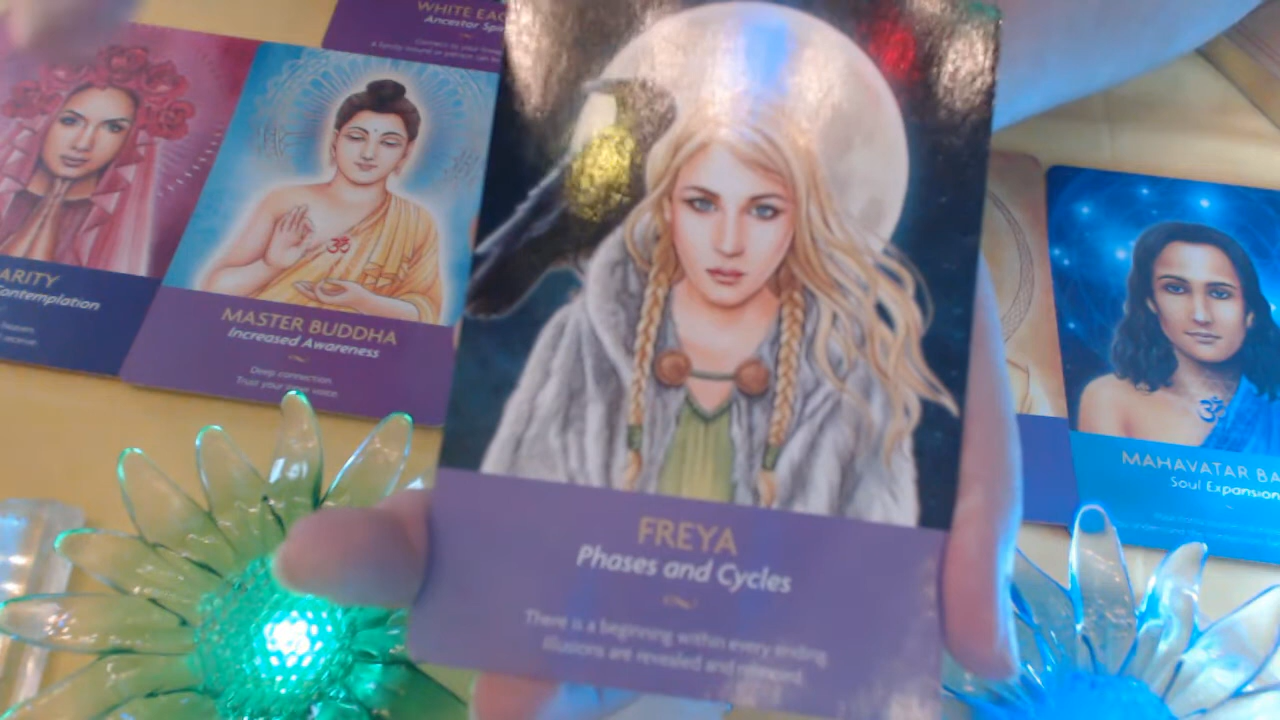 WHITE EAG
Ancestor Spi
ARITY
Contemplation
MASTER BUDDHA
Increased Awareness
Deep connection.
Trust your inner voice.
FREYA
Phases and Cycles
There is a beginning within every ending
Illusions are revealed and released.
MAHAVATAR BA
Soul Expansion
ॐ
ॐ